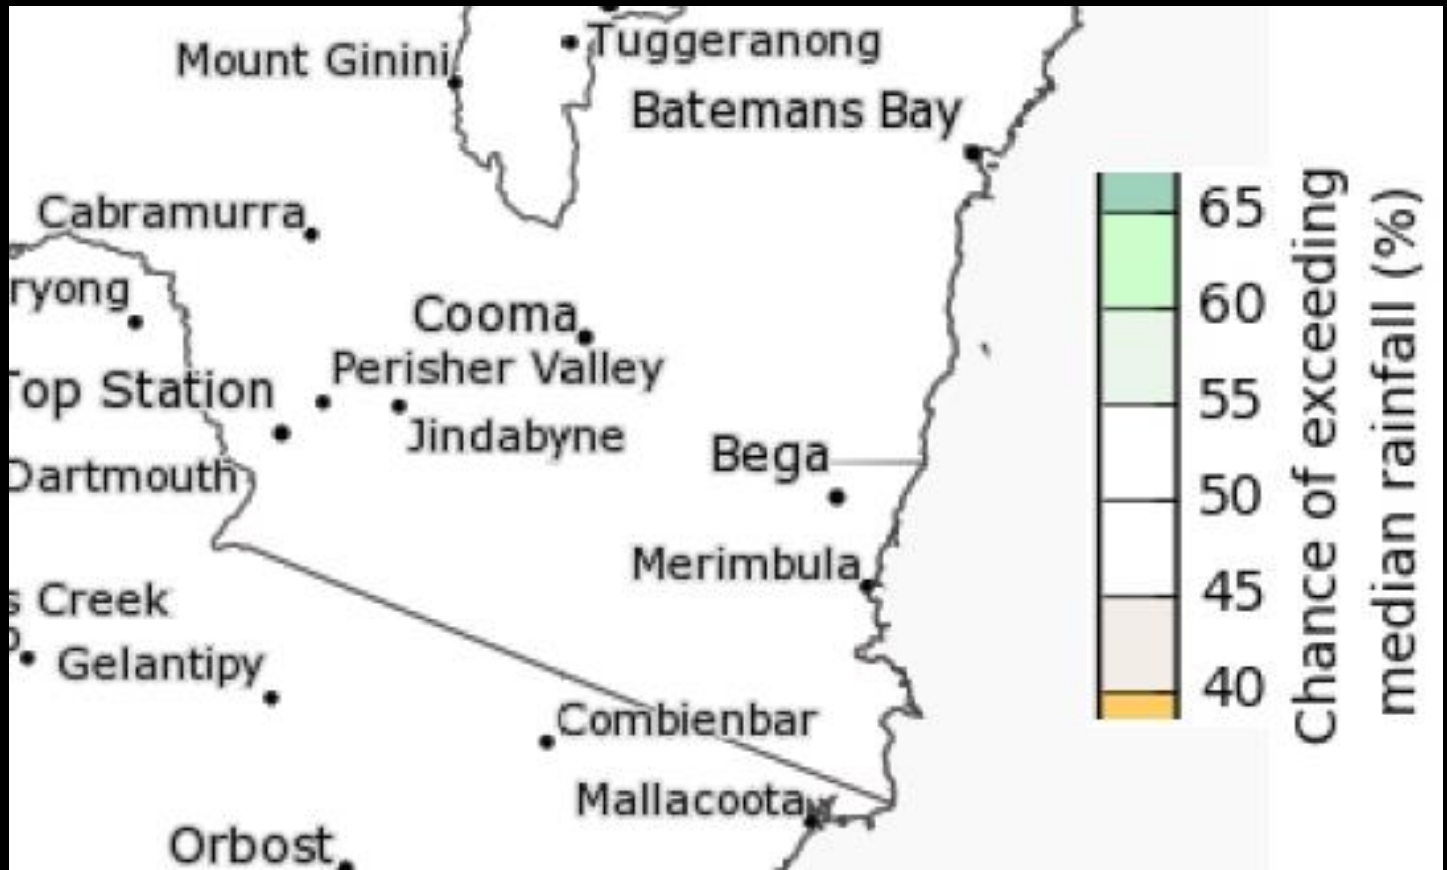 Tuggeranong
Mount Ginini
Batemans Bay
Cabramurra
ryong
Cooma
Perisher Valley
Top Station
Jindabyne
Dartmouth
Bega
Merimbula
s Creek
Gelantipy
Combienbar
Mallacoota
Orbost
65
60
55
50
45
40
Chance of exceeding
median rainfall (%)